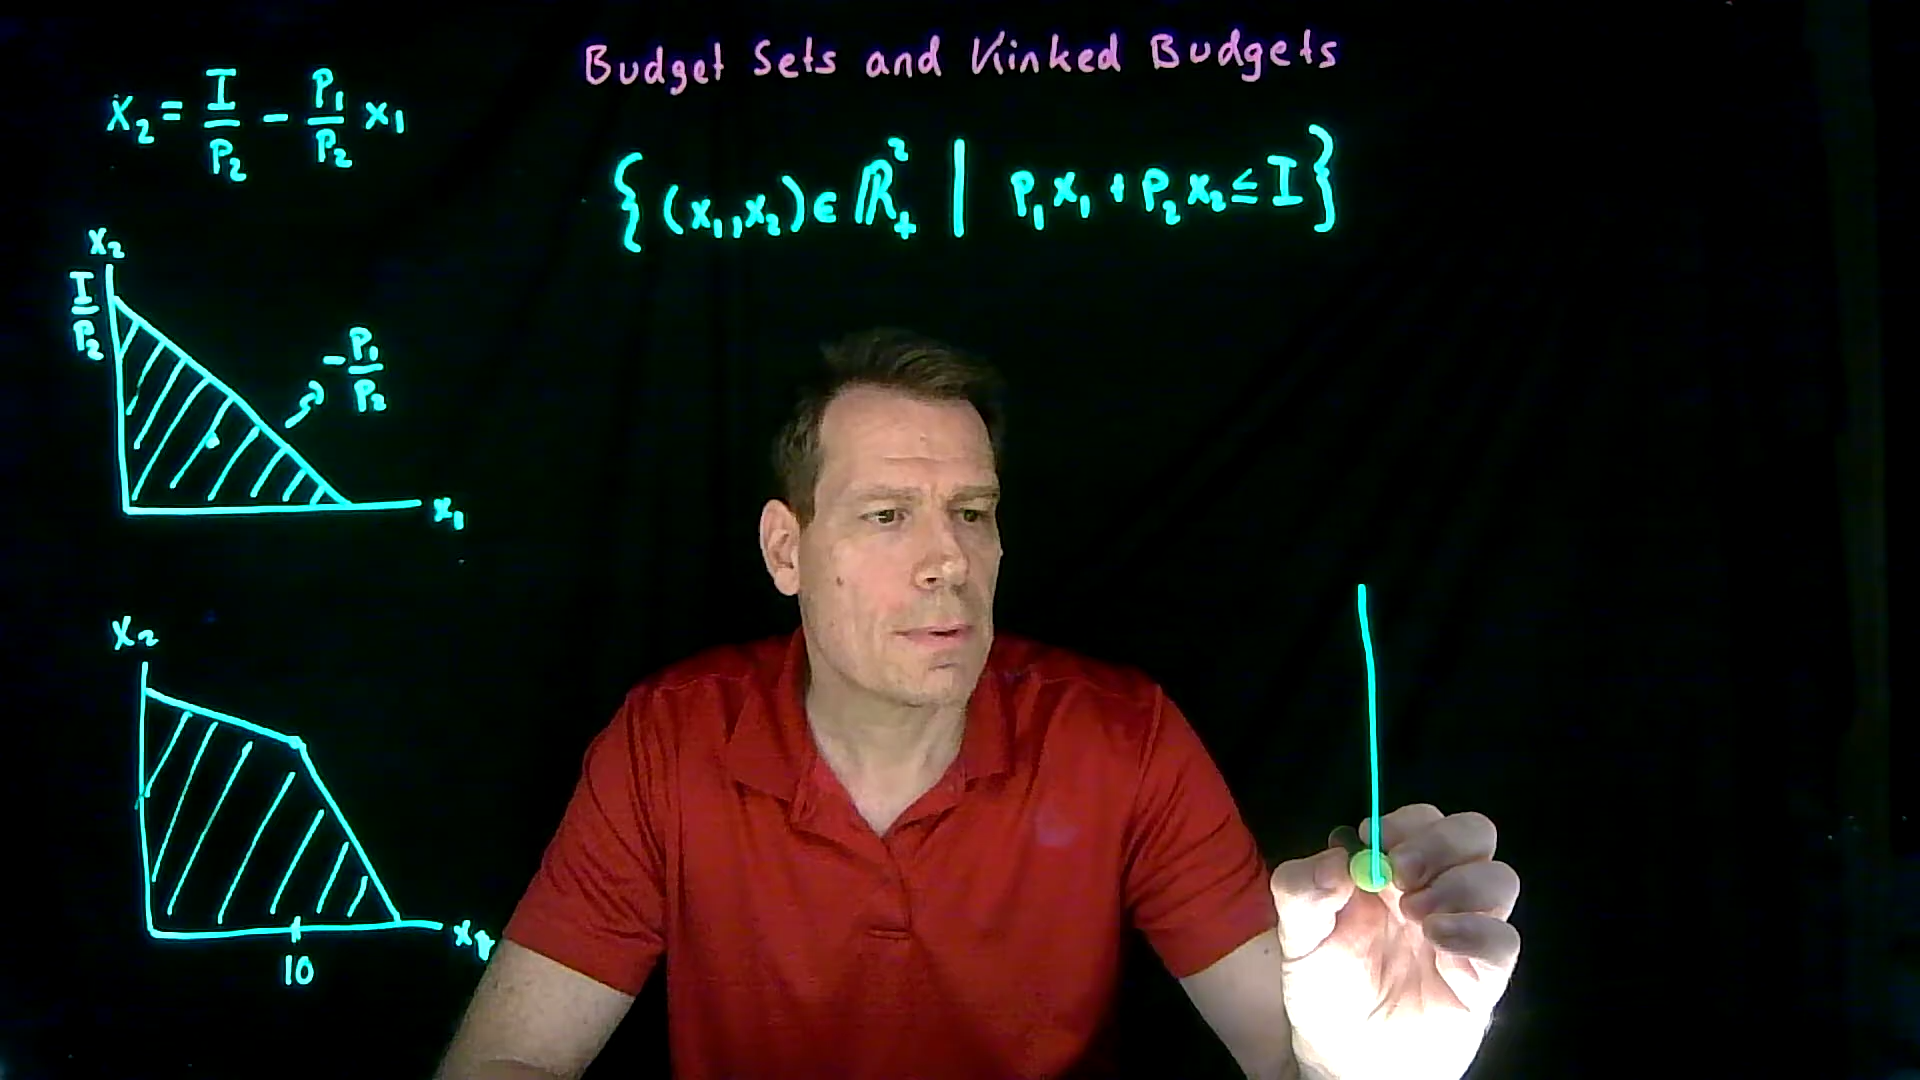 Budget Sets and Kinked Budgets
x₂ = I/P₂ - P₁/P₂ x₁
{(x₁,x₂) ∈ ℝ²₊ | P₁x₁ + P₂x₂ ≤ I}
x₂
I/P₂
-P₁/P₂
x₁
x₂
10